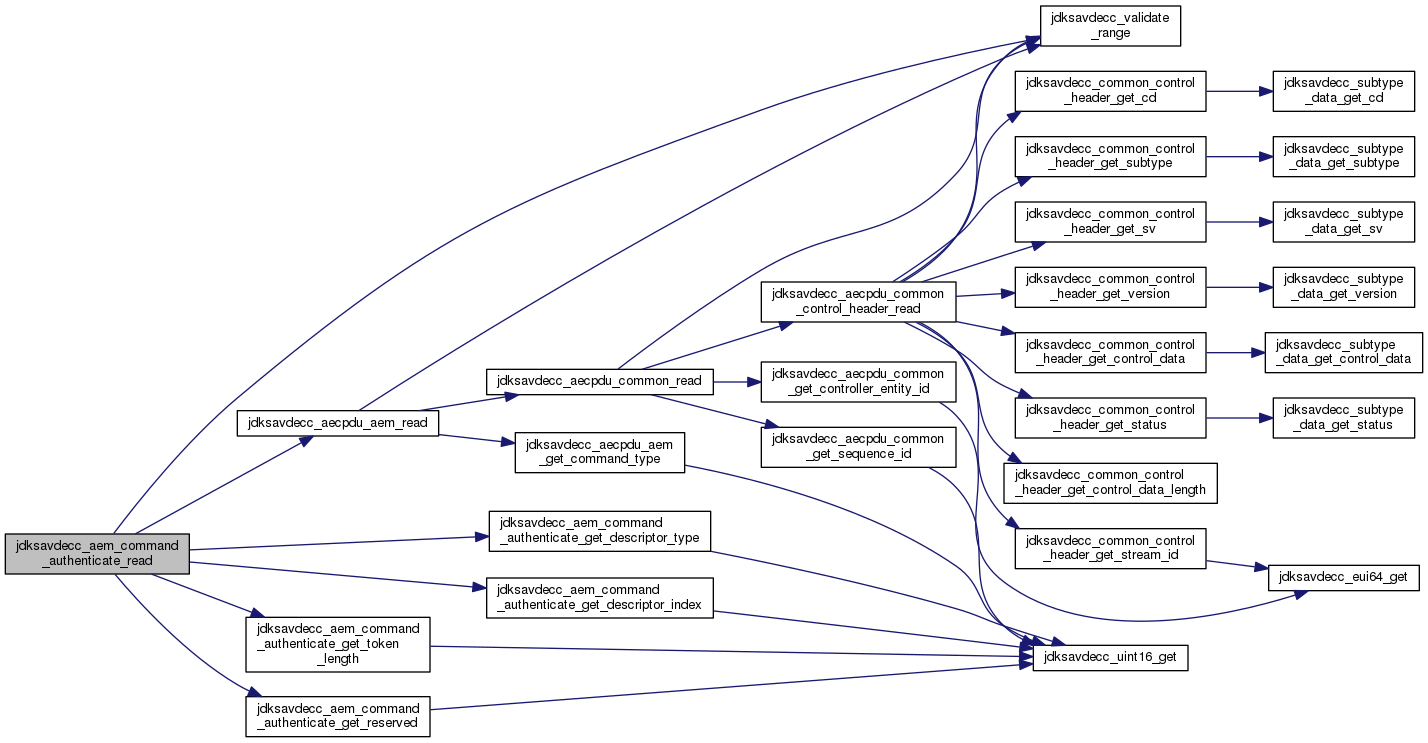 jdksavdecc_aem_command
_authenticate_read
jdksavdecc_aecpdu_aem_read
jdksavdecc_aem_command
_authenticate_get_token
_length
jdksavdecc_aem_command
_authenticate_get_reserved
jdksavdecc_aecpdu_common_read
jdksavdecc_aecpdu_aem
_get_command_type
jdksavdecc_aem_command
_authenticate_get_descriptor_type
jdksavdecc_aem_command
_authenticate_get_descriptor_index
jdksavdecc_aecpdu_common
_control_header_read
jdksavdecc_aecpdu_common
_get_controller_entity_id
jdksavdecc_aecpdu_common
_get_sequence_id
jdksavdecc_validate
_range
jdksavdecc_common_control
_header_get_cd
jdksavdecc_common_control
_header_get_subtype
jdksavdecc_common_control
_header_get_sv
jdksavdecc_common_control
_header_get_version
jdksavdecc_common_control
_header_get_control_data
jdksavdecc_common_control
_header_get_status
jdksavdecc_common_control
_header_get_control_data_length
jdksavdecc_common_control
_header_get_stream_id
jdksavdecc_uint16_get
jdksavdecc_subtype
_data_get_cd
jdksavdecc_subtype
_data_get_subtype
jdksavdecc_subtype
_data_get_sv
jdksavdecc_subtype
_data_get_version
jdksavdecc_subtype
_data_get_control_data
jdksavdecc_subtype
_data_get_status
jdksavdecc_eui64_get